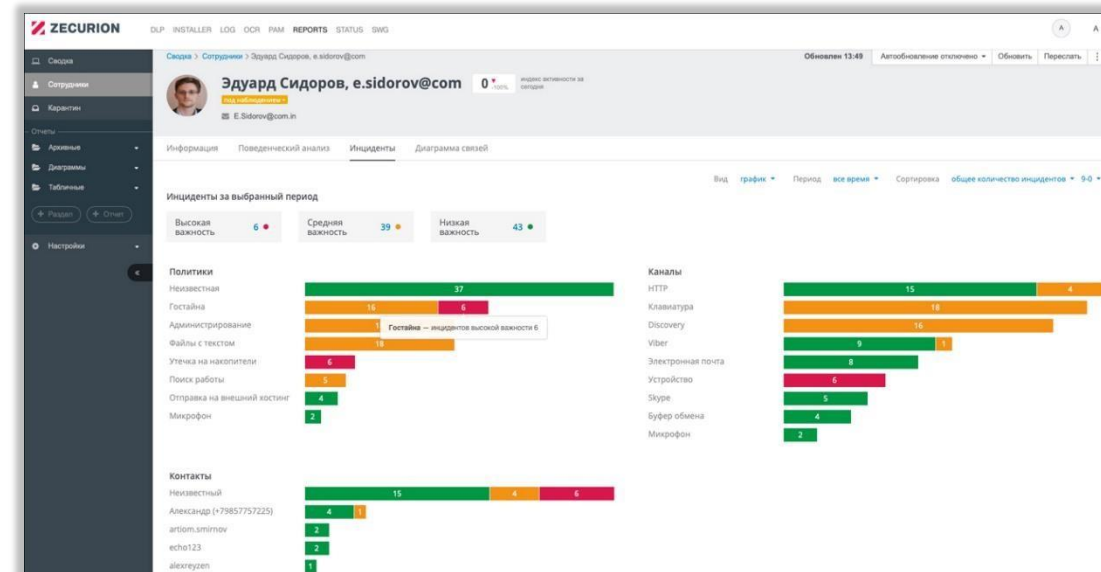 ZECURION
DLP INSTALLER LOG OCR PAM REPORTS STATUS SWG
A A
Сводка
Сотрудники
Карантин
Отчеты
Архивные
Диаграммы
Табличные
+ Раздел + Отчет
Настройки
«
Сводка > Сотрудники > Эдуард Сидоров, e.sidorov@com
Обновлен 13:49 Автообновление отключено Обновить Переслать
Эдуард Сидоров, e.sidorov@com 0 -100% индекс активности за сегодня
под наблюдением
E.Sidorov@com.in
Информация Поведенческий анализ Инциденты Диаграмма связей
Вид график Период все время Сортировка общее количество инцидентов 9-0
Инциденты за выбранный период
Высокая важность 6
Средняя важность 39
Низкая важность 43
Политики
Неизвестная 37
Гостайна 16 6
Администрирование 1
Гостайна — инцидентов высокой важности 6
Файлы с текстом 18
Утечка на накопители 6
Поиск работы 5
Отправка на внешний хостинг 4
Микрофон 2
Каналы
HTTP 15 4
Клавиатура 18
Discovery 16
Viber 9 1
Электронная почта 8
Устройство 6
Skype 5
Буфер обмена 4
Микрофон 2
Контакты
Неизвестный 15 4 6
Александр (+79857757225) 4 1
artiom.smirnov 2
echo123 2
alexreyzen 1